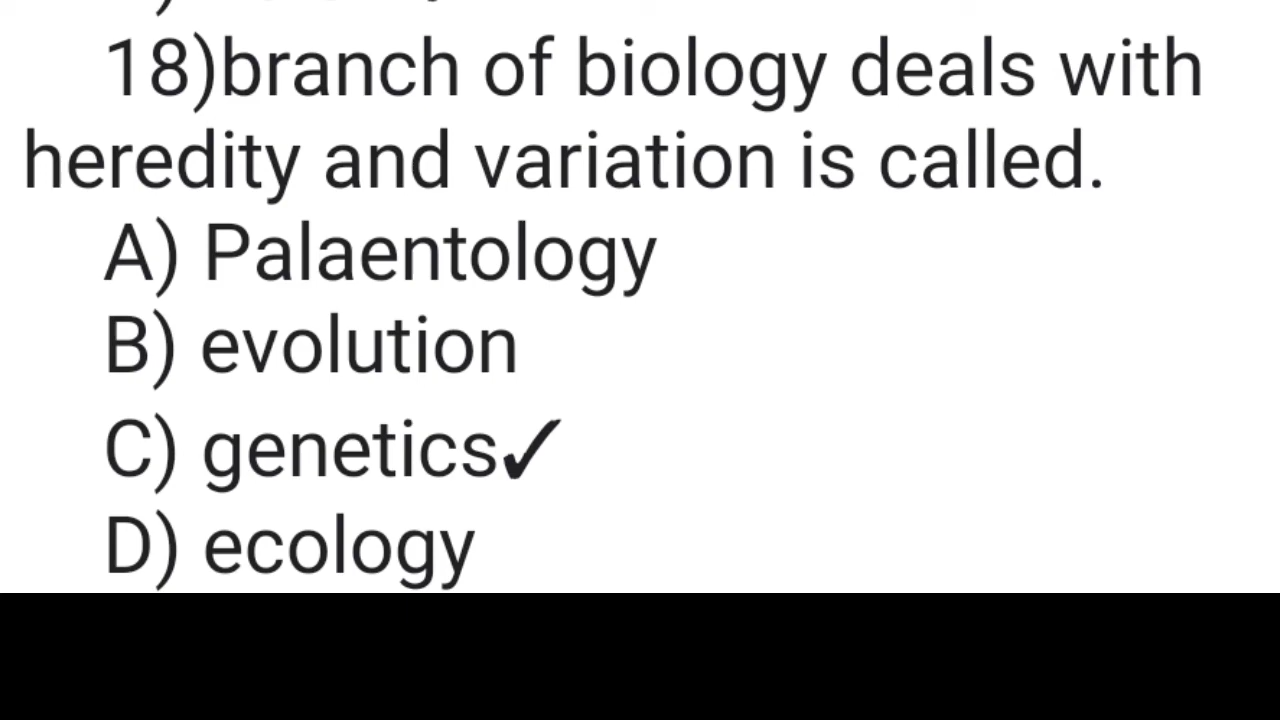 18)branch of biology deals with
heredity and variation is called.
A) Palaentology
B) evolution
C) genetics✓
D) ecology